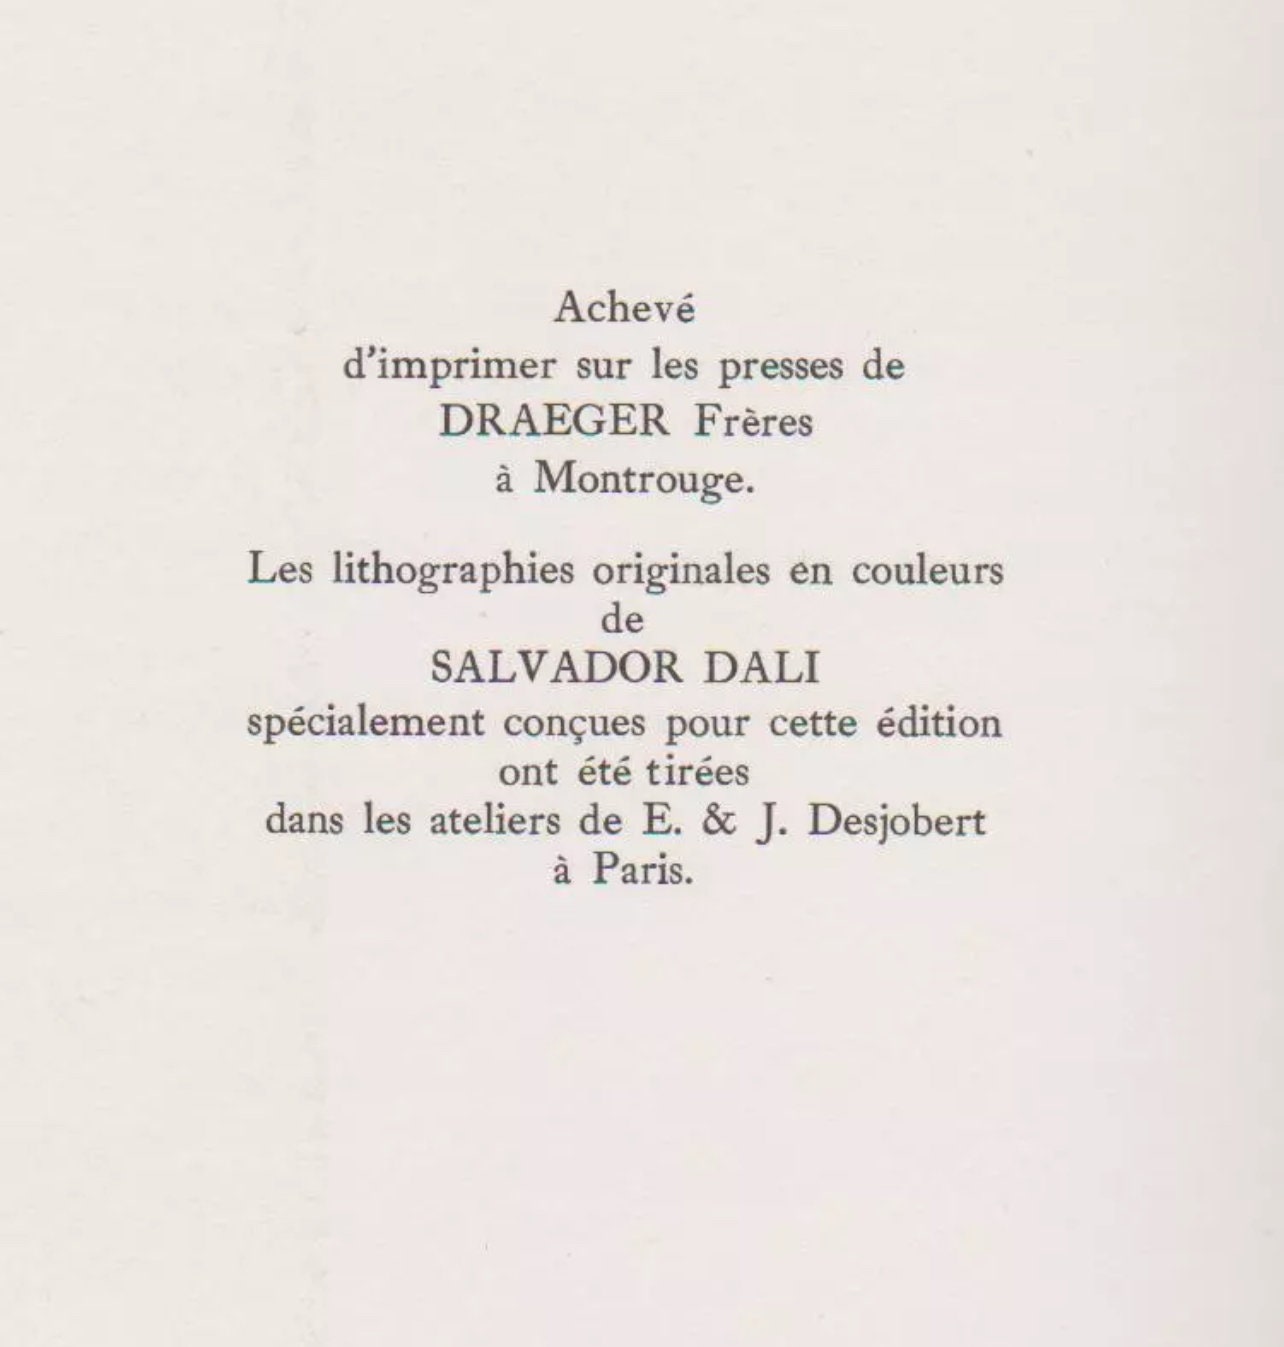 Achevé
d'imprimer sur les presses de
DRAEGER Frères
à Montrouge.
Les lithographies originales en couleurs
de
SALVADOR DALI
spécialement conçues pour cette édition
ont été tirées
dans les ateliers de E. & J. Desjobert
à Paris.